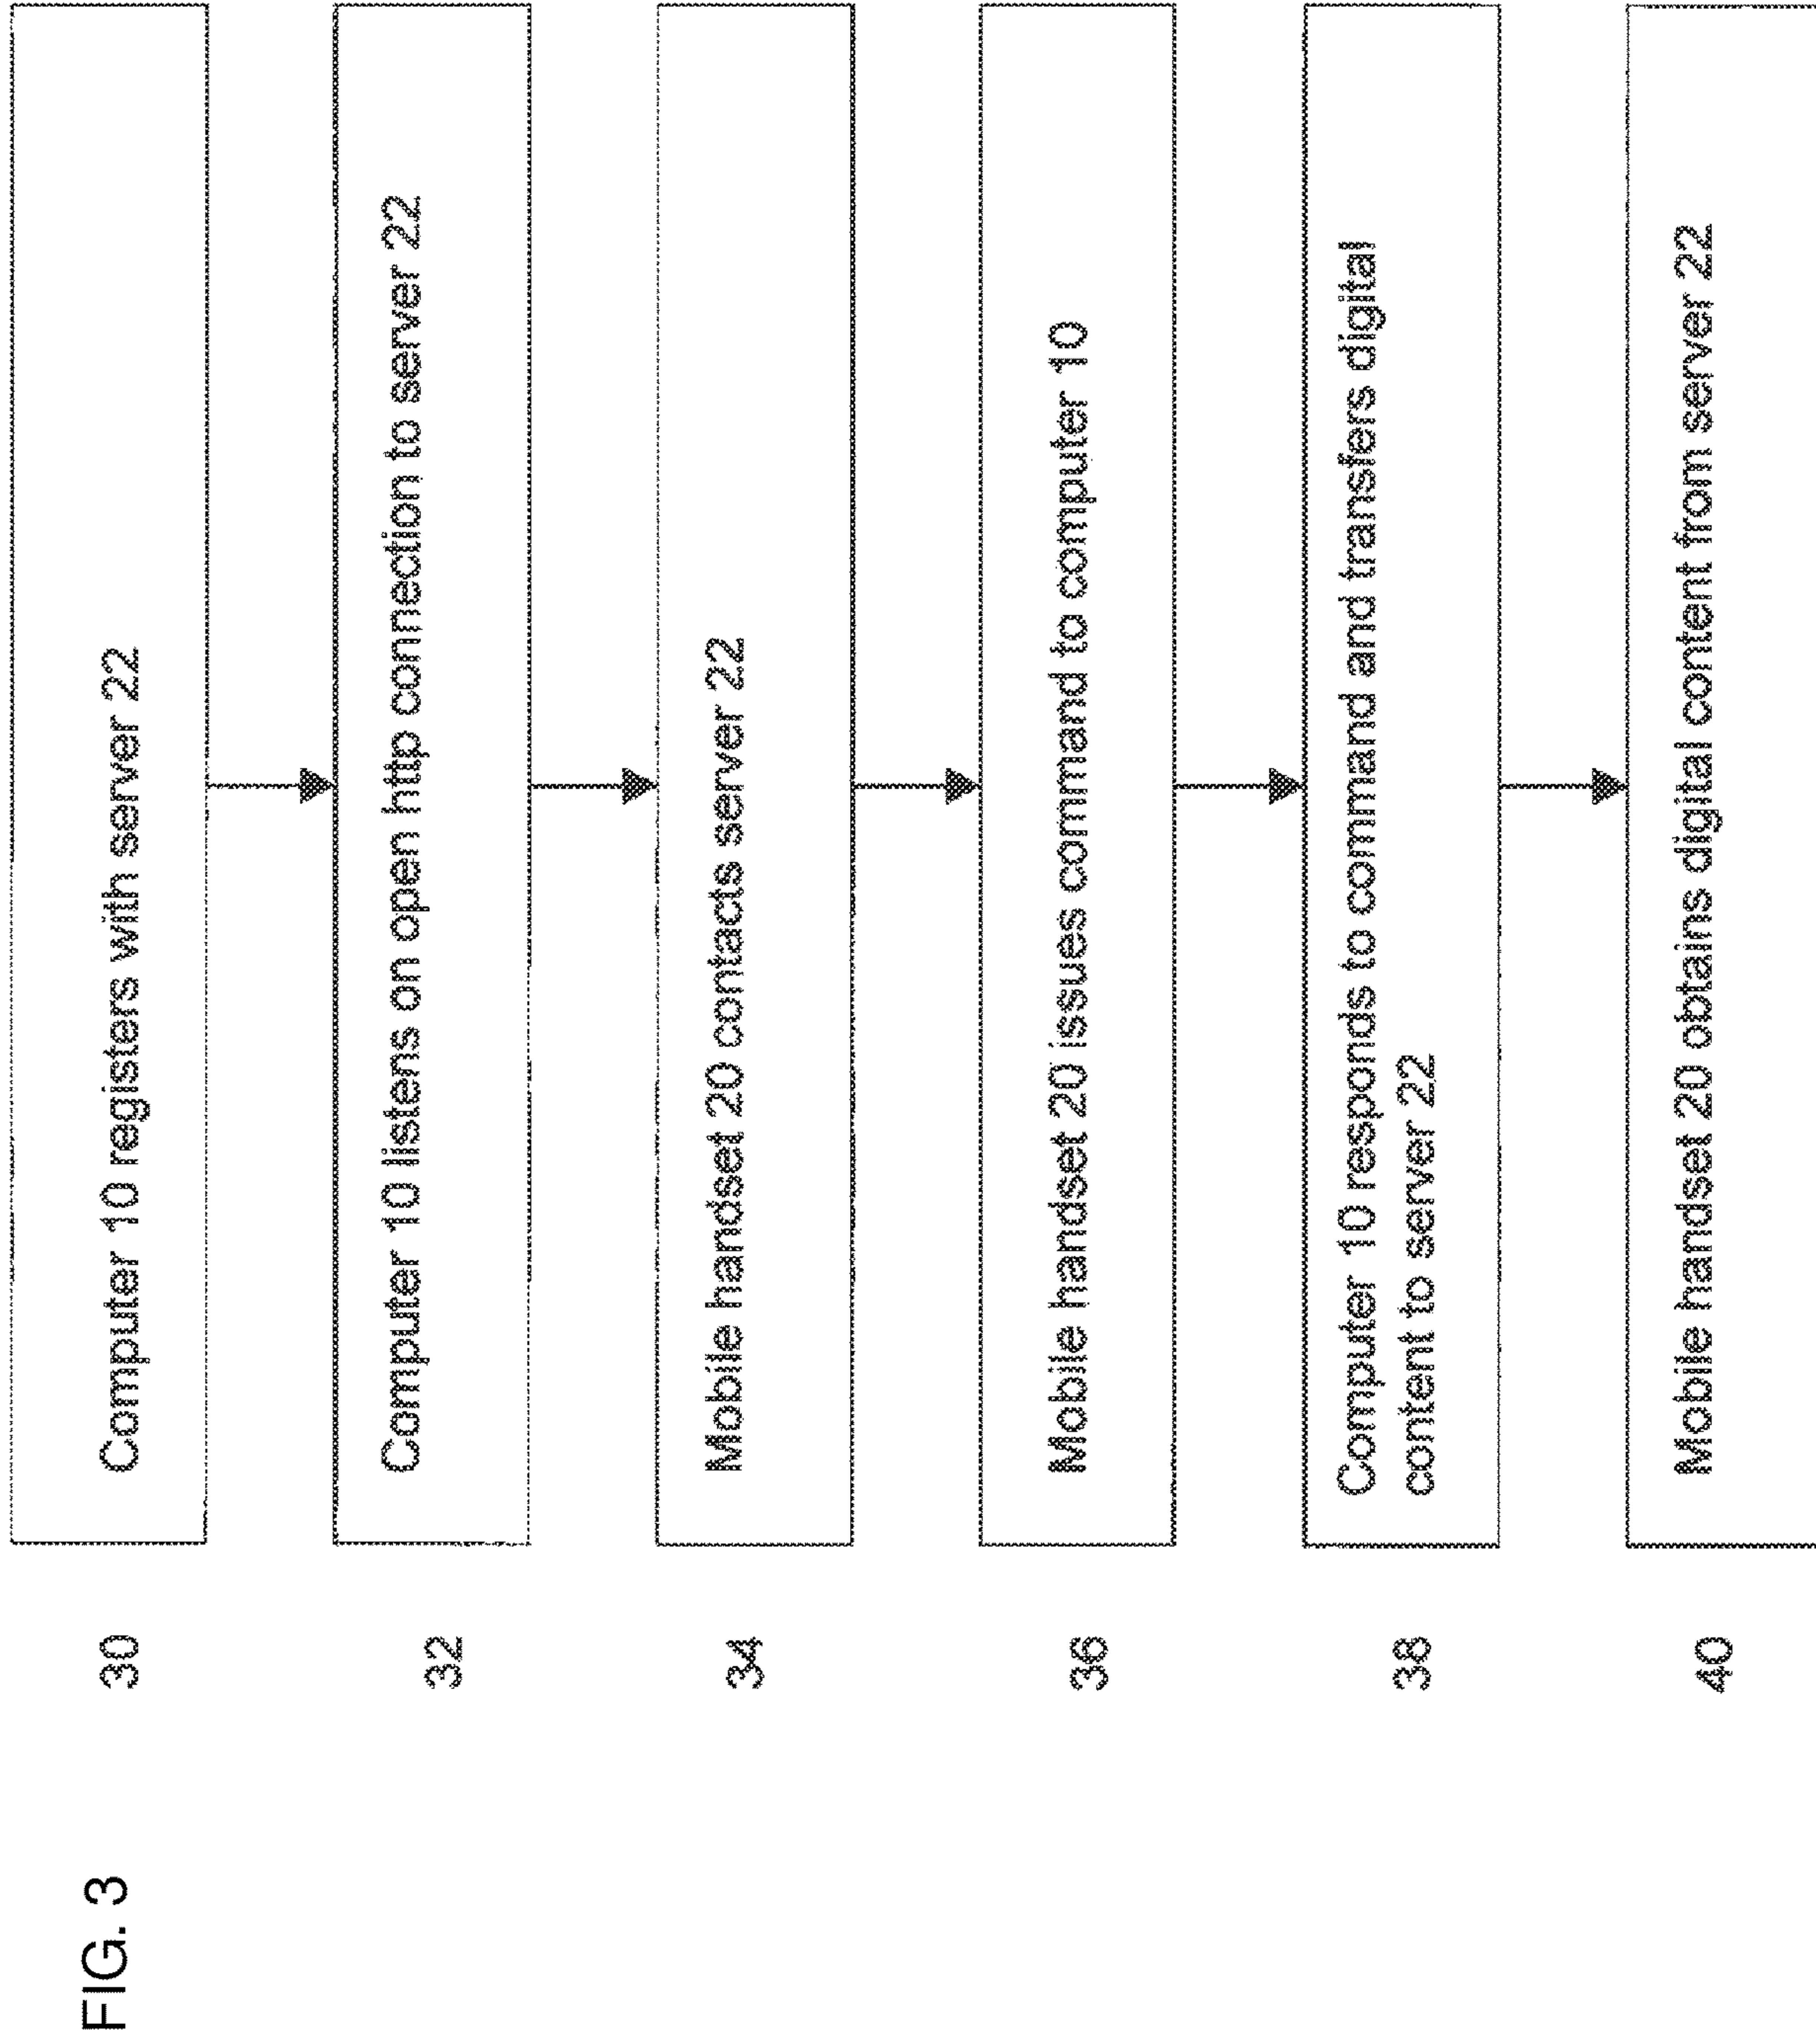 FIG. 3
30
Computer 10 registers with server 22
32
Computer 10 listens on open http connection to server 22
34
Mobile handset 20 contacts server 22
36
Mobile handset 20 issues command to computer 10
38
Computer 10 responds to command and transfers digital
content to server 22
40
Mobile handset 20 obtains digital content from server 22